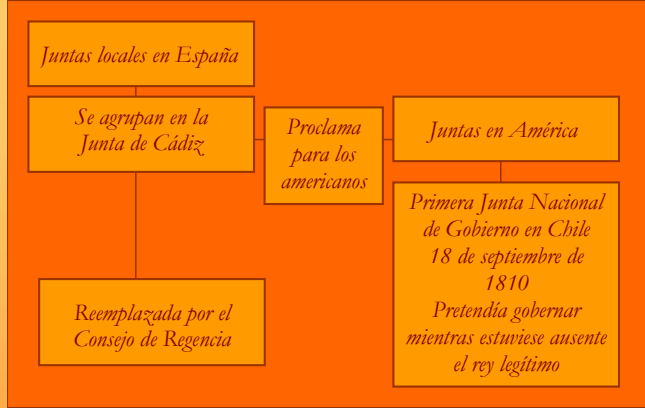 Juntas locales en España
Se agrupan en la
Junta de Cádiz
Proclama
para los
americanos
Juntas en América
Primera Junta Nacional
de Gobierno en Chile
18 de septiembre de
1810
Pretendía gobernar
mientras estuviese ausente
el rey legítimo
Reemplazada por el
Consejo de Regencia